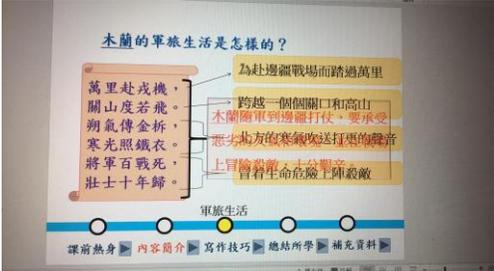 木蘭的軍旅生活是怎樣的？
萬里赴戎機，
關山度若飛。
朔氣傳金柝，
寒光照鐵衣。
將軍百戰死，
壯士十年歸。
為赴邊疆戰場而踏過萬里
跨越一個個關口和高山
木蘭隨軍到邊疆打仗，要承受
北方的寒氣吹送打更的聲音
惡劣的
上冒險殺敵，十分艱辛。
冒着生命危險上陣殺敵
軍旅生活
課前熱身 內容簡介 寫作技巧 總結所學 補充資料